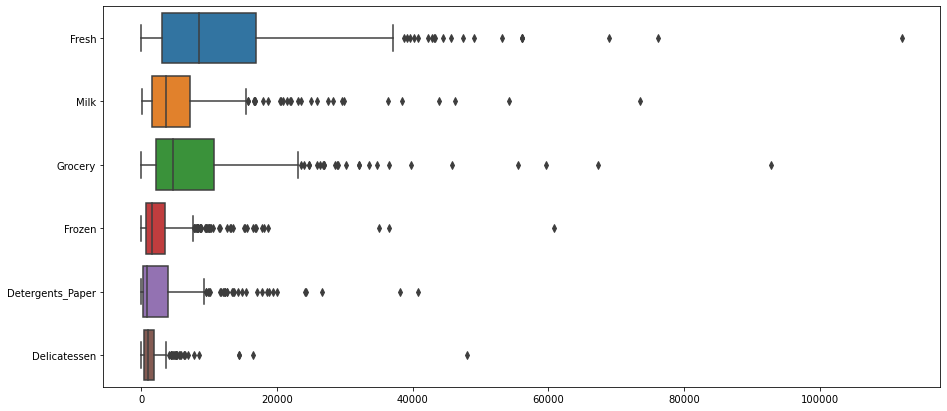 Fresh
Milk
Grocery
Frozen
Detergents_Paper
Delicatessen
0 20000 40000 60000 80000 100000